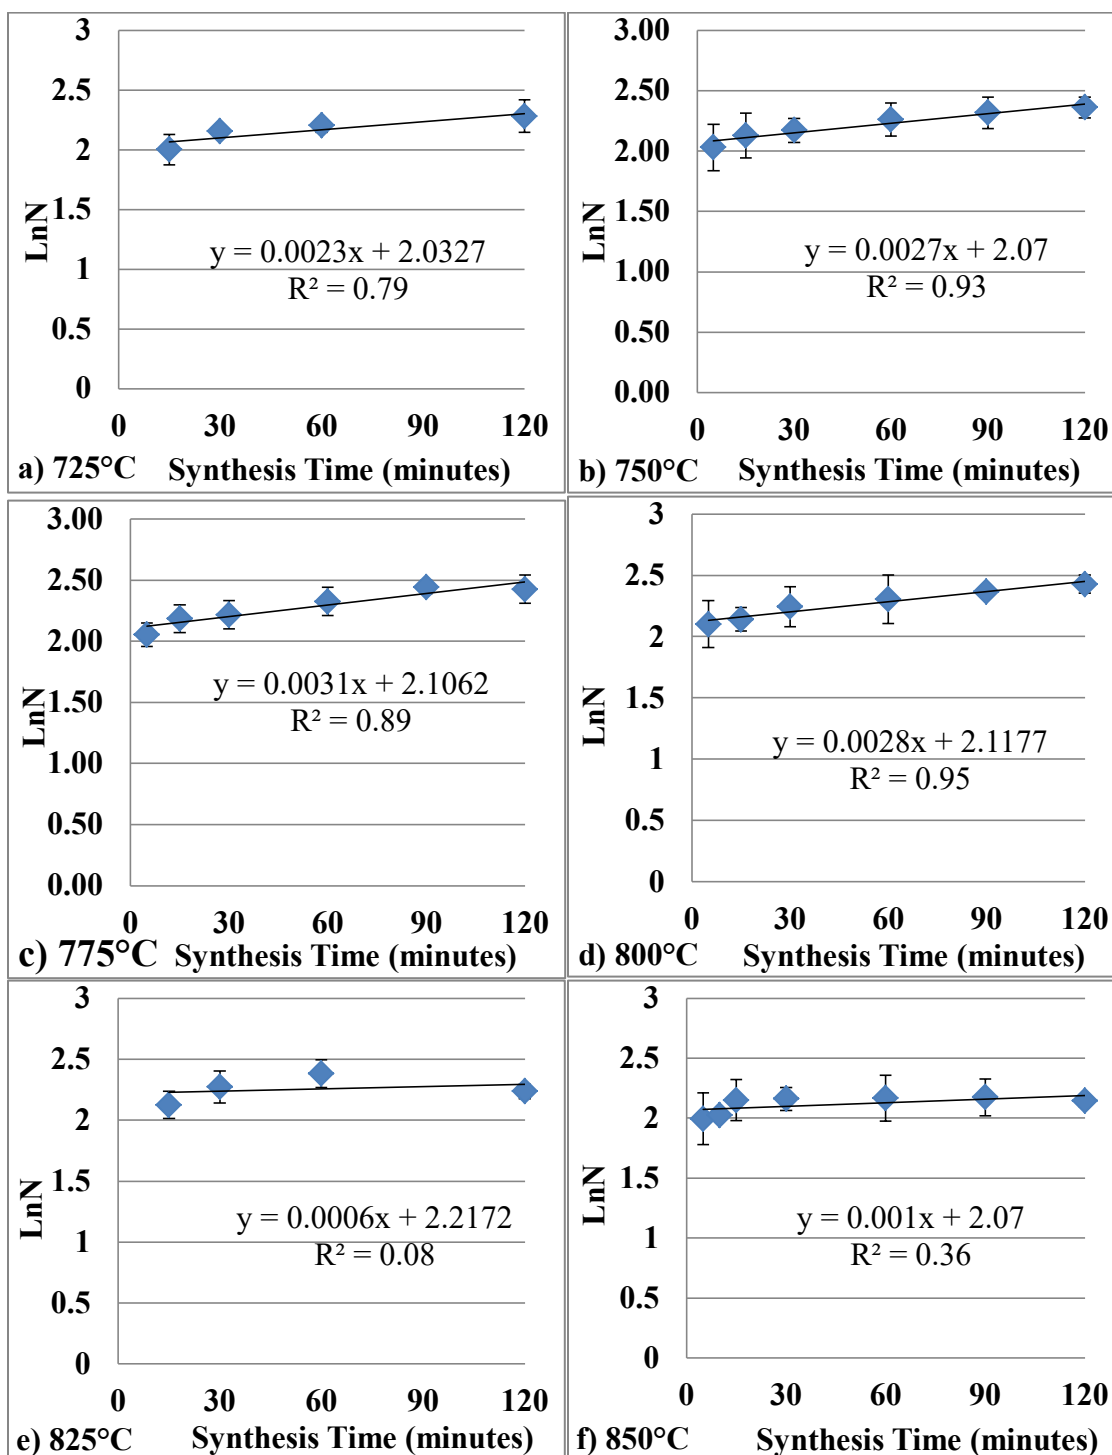 3
2.5
2
1.5
1
0.5
0
LnN
y = 0.0023x + 2.0327
R² = 0.79
0 30 60 90 120
a) 725°C Synthesis Time (minutes)
3.00
2.50
2.00
1.50
1.00
0.50
0.00
LnN
y = 0.0027x + 2.07
R² = 0.93
0 30 60 90 120
b) 750°C Synthesis Time (minutes)
3.00
2.50
2.00
1.50
1.00
0.50
0.00
LnN
y = 0.0031x + 2.1062
R² = 0.89
0 30 60 90 120
c) 775°C Synthesis Time (minutes)
3
2.5
2
1.5
1
0.5
0
LnN
y = 0.0028x + 2.1177
R² = 0.95
0 30 60 90 120
d) 800°C Synthesis Time (minutes)
3
2.5
2
1.5
1
0.5
0
LnN
y = 0.0006x + 2.2172
R² = 0.08
0 30 60 90 120
e) 825°C Synthesis Time (minutes)
3
2.5
2
1.5
1
0.5
0
LnN
y = 0.001x + 2.07
R² = 0.36
0 30 60 90 120
f) 850°C Synthesis Time (minutes)